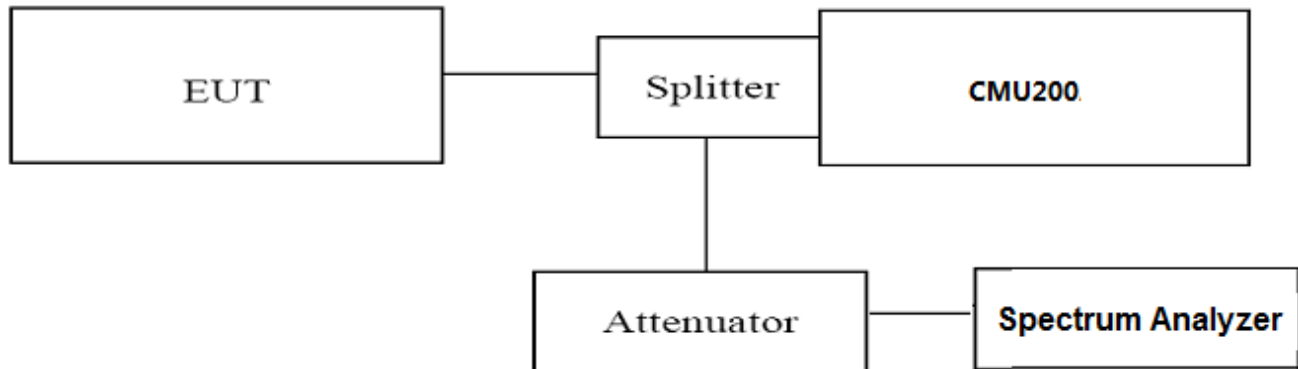 EUT
Splitter
CMU200.
Attenuator
Spectrum Analyzer